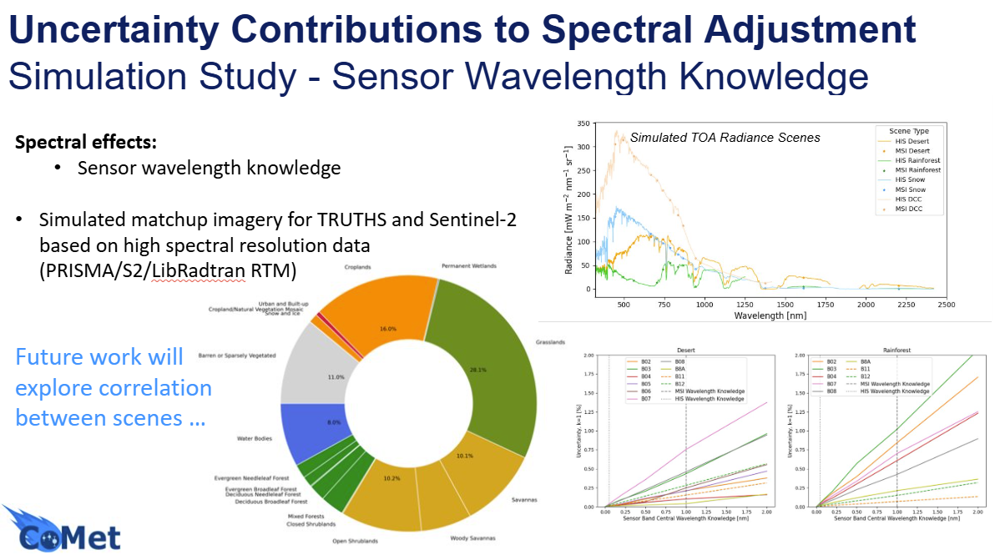 Uncertainty Contributions to Spectral Adjustment
Simulation Study - Sensor Wavelength Knowledge
Spectral effects:
• Sensor wavelength knowledge
• Simulated matchup imagery for TRUTHS and Sentinel-2
based on high spectral resolution data
(PRISMA/S2/LibRadtran RTM)
Future work will
explore correlation
between scenes ...
Croplands
Permanent Wetlands
Urban and Built-up
Cropland/Natural Vegetation Mosaic
Snow and Ice
16.0%
Grasslands
Barren or Sparsely Vegetated
28.1%
11.0%
8.0%
Water Bodies
10.1%
10.2%
Evergreen Needleleaf Forest
Evergreen Broadleaf Forest
Deciduous Needleleaf Forest
Deciduous Broadleaf Forest
Savannas
Mixed Forests
Closed Shrublands
Open Shrublands
Woody Savannas
CoMet
Simulated TOA Radiance Scenes
Scene Type
HIS Desert
MSI Desert
HIS Rainforest
MSI Rainforest
HIS Snow
MSI Snow
HIS DCC
MSI DCC
Radiance [mW m⁻² nm⁻¹ sr⁻¹]
350
300
250
200
150
100
50
0
500 750 1000 1250 1500 1750 2000 2250 2500
Wavelength [nm]
Desert
B02 B08
B03 B8A
B04 B11
B05 B12
B06 MSI Wavelength Knowledge
B07 HIS Wavelength Knowledge
Uncertainty, k=1 [%]
2.00
1.75
1.50
1.25
1.00
0.75
0.50
0.25
0.00
0.00 0.25 0.50 0.75 1.00 1.25 1.50 1.75 2.00
Sensor Band Central Wavelength Knowledge [nm]
Rainforest
B02 B8A
B03 B11
B04 B12
B07 MSI Wavelength Knowledge
B08 HIS Wavelength Knowledge
Uncertainty, k=1 [%]
2.00
1.75
1.50
1.25
1.00
0.75
0.50
0.25
0.00
0.00 0.25 0.50 0.75 1.00 1.25 1.50 1.75 2.00
Sensor Band Central Wavelength Knowledge [nm]